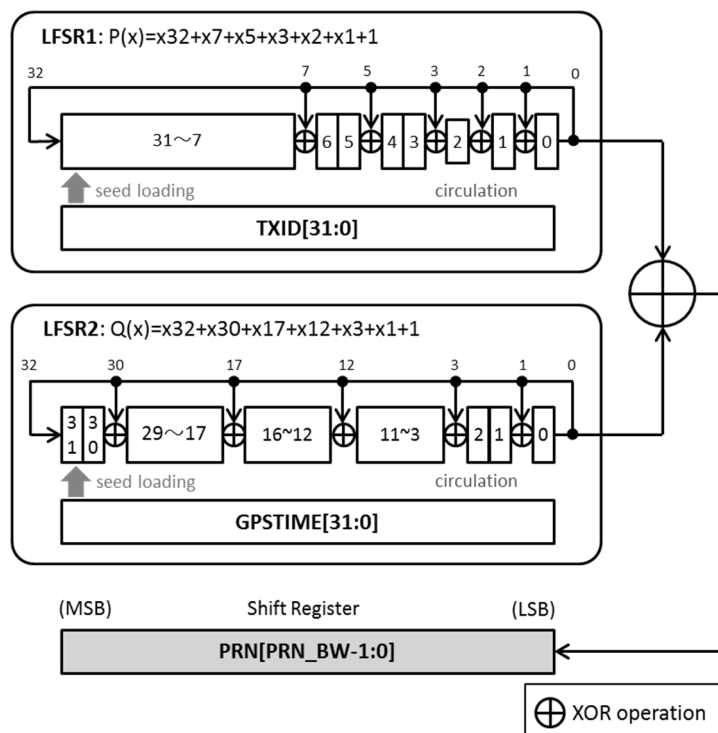 LFSR1: P(x)=x32+x7+x5+x3+x2+x1+1
32 7 5 3 2 1 0
31～7 6 5 4 3 2 1 0
seed loading circulation
TXID[31:0]
LFSR2: Q(x)=x32+x30+x17+x12+x3+x1+1
32 30 17 12 3 1 0
31 30 29～17 16~12 11~3 2 1 0
seed loading circulation
GPSTIME[31:0]
(MSB) Shift Register (LSB)
PRN[PRN_BW-1:0]
XOR operation